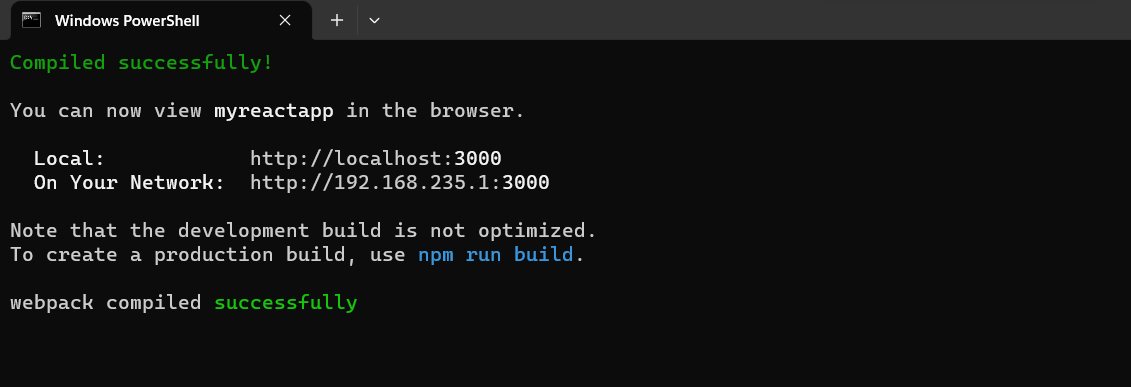 Windows PowerShell
Compiled successfully!
You can now view myreactapp in the browser.
Local: http://localhost:3000
On Your Network: http://192.168.235.1:3000
Note that the development build is not optimized.
To create a production build, use npm run build.
webpack compiled successfully